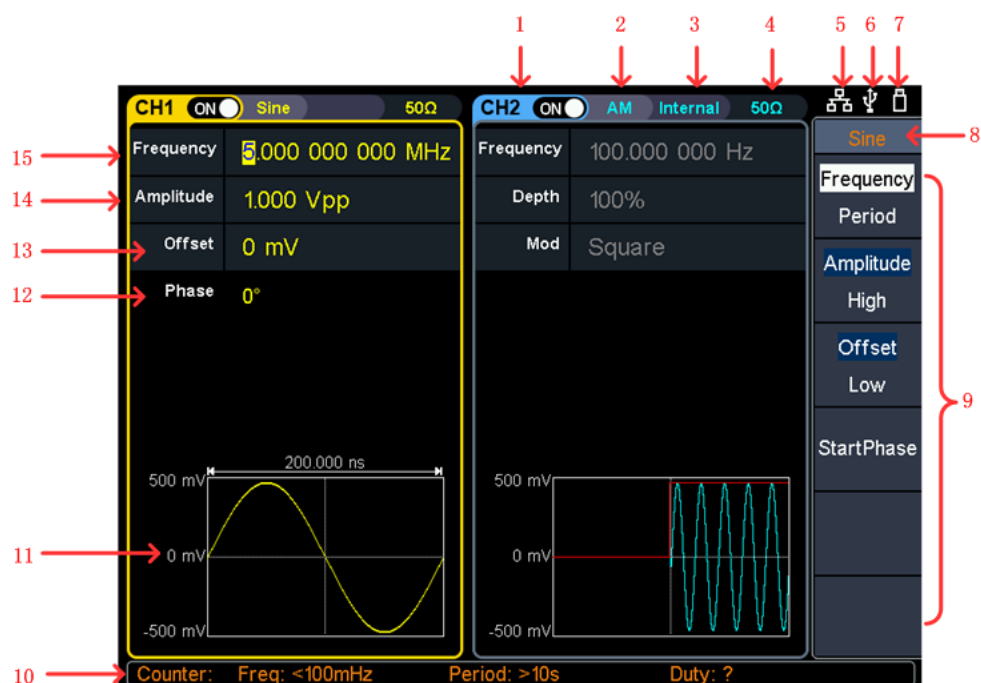 1 2 3 4 5 6 7
CH1 ON Sine 50Ω CH2 ON AM Internal 50Ω
Sine 8
15 Frequency 5.000 000 000 MHz Frequency 100.000 000 Hz Frequency
Period
14 Amplitude 1.000 Vpp Depth 100%
13 Offset 0 mV Mod Square Amplitude
12 Phase 0° High
Offset
Low 9
StartPhase
200.000 ns
500 mV 500 mV
11 0 mV 0 mV
-500 mV -500 mV
10 Counter: Freq: <100mHz Period: >10s Duty: ?